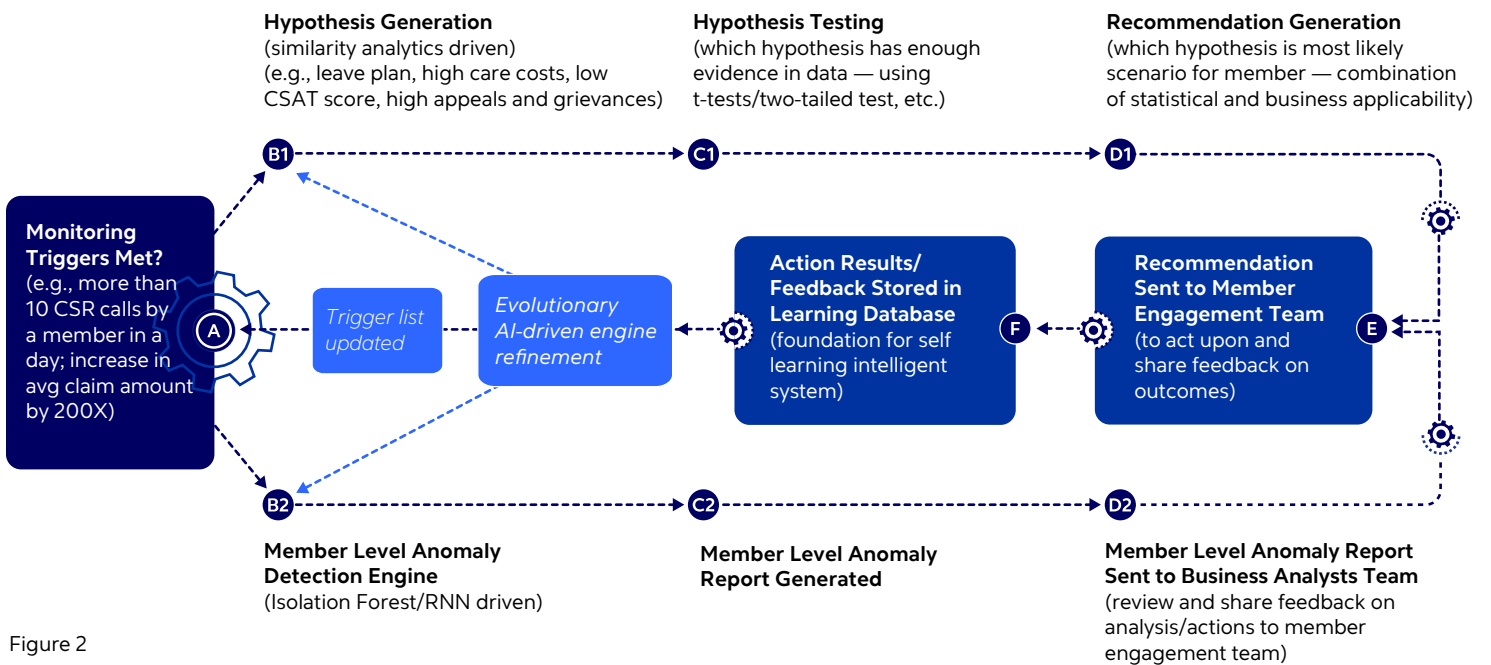 Hypothesis Generation
(similarity analytics driven)
(e.g., leave plan, high care costs, low
CSAT score, high appeals and grievances)
Hypothesis Testing
(which hypothesis has enough
evidence in data — using
t-tests/two-tailed test, etc.)
Recommendation Generation
(which hypothesis is most likely
scenario for member — combination
of statistical and business applicability)
B1
C1
D1
Monitoring
Triggers Met?
(e.g., more than
10 CSR calls by
a member in a
day; increase in
avg claim amount
by 200X)
A
Trigger list
updated
Evolutionary
AI-driven engine
refinement
Action Results/
Feedback Stored in
Learning Database
(foundation for self
learning intelligent
system)
F
Recommendation
Sent to Member
Engagement Team
(to act upon and
share feedback on
outcomes)
E
B2
C2
D2
Member Level Anomaly
Detection Engine
(Isolation Forest/RNN driven)
Member Level Anomaly
Report Generated
Member Level Anomaly Report
Sent to Business Analysts Team
(review and share feedback on
analysis/actions to member
engagement team)
Figure 2